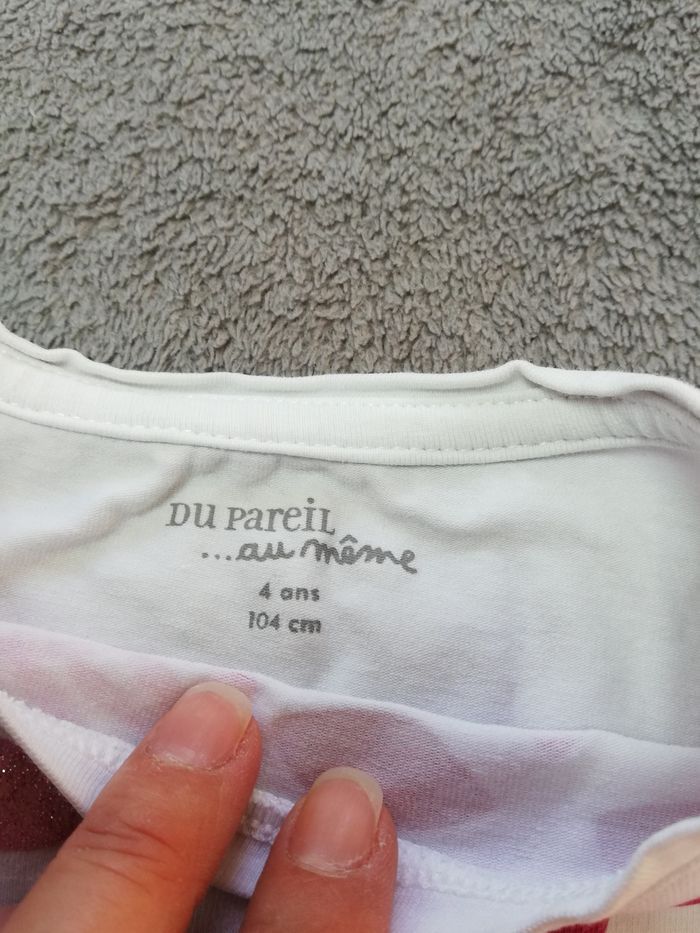 DU PAREIL
...au même
4 ans
104 cm